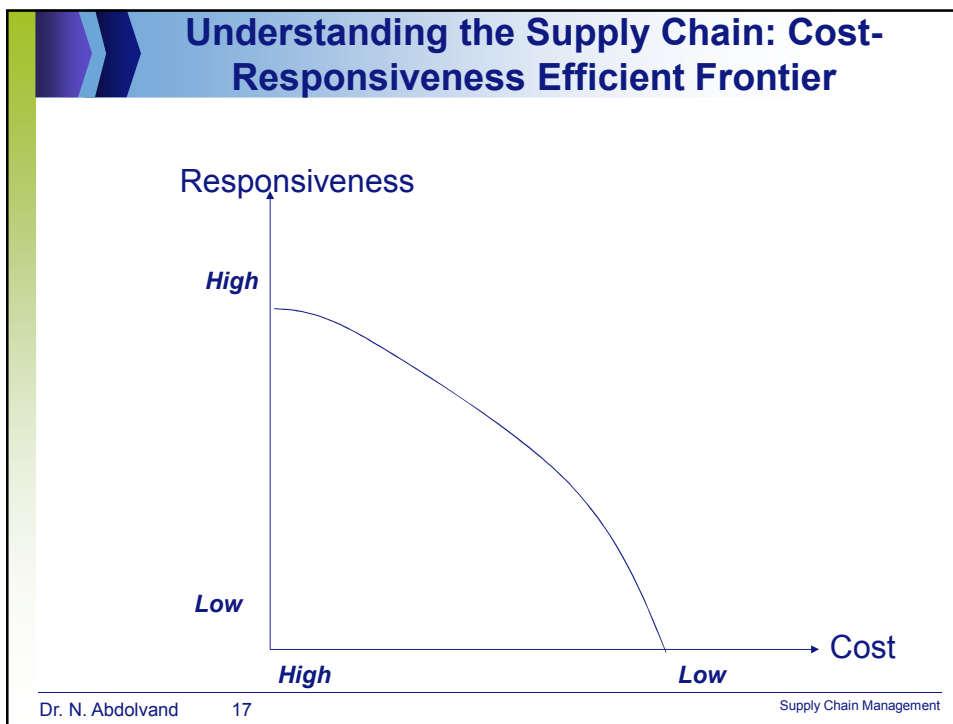 Understanding the Supply Chain: Cost-
Responsiveness Efficient Frontier
Responsiveness
High
Low
Cost
High
Low
Dr. N. Abdolvand
17
Supply Chain Management